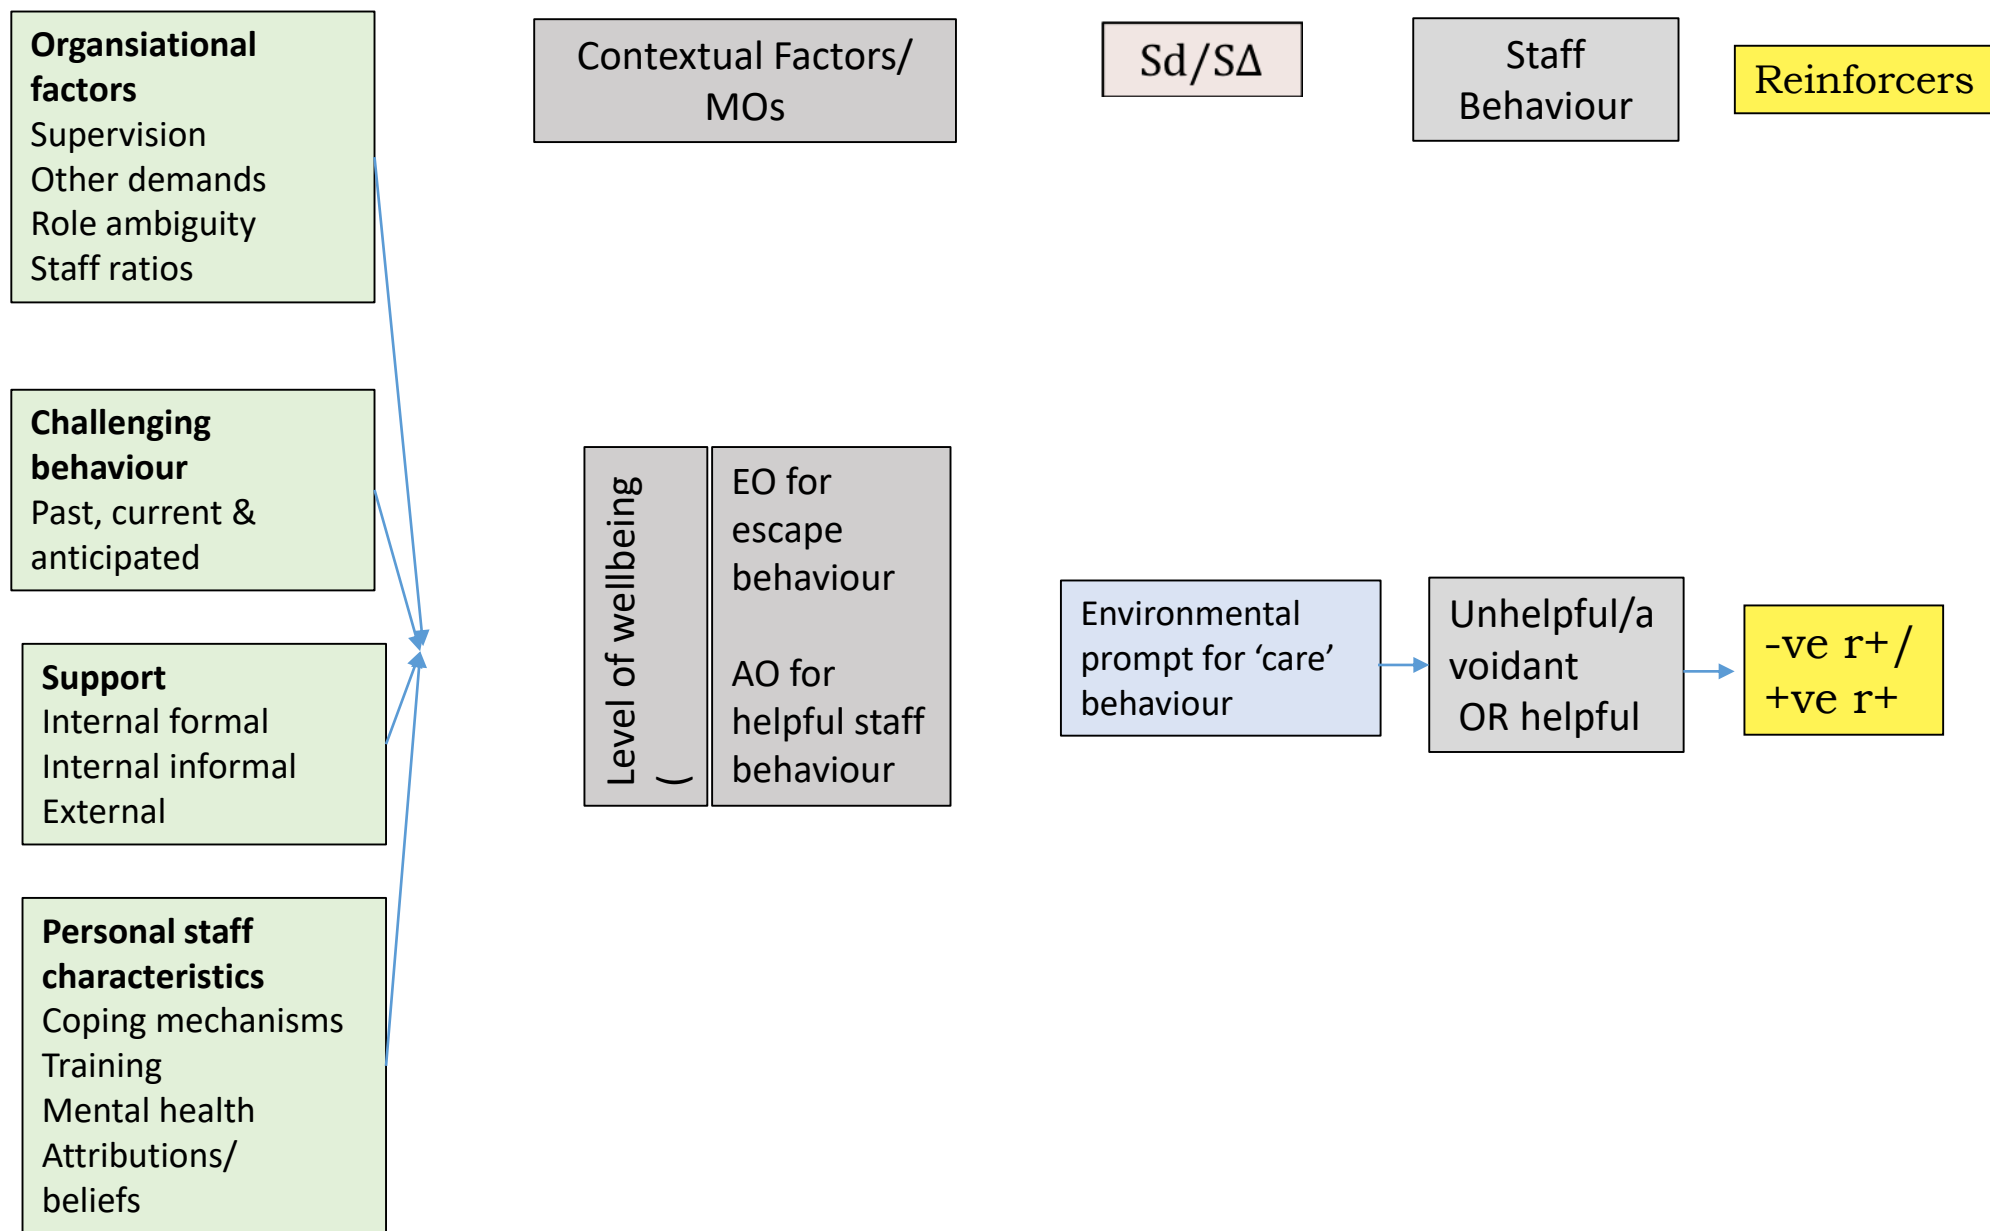 Organsiational
factors
Supervision
Other demands
Role ambiguity
Staff ratios
Contextual Factors/
MOs
Sd/SΔ
Staff
Behaviour
Reinforcers
Challenging
behaviour
Past, current &
anticipated
Support
Internal formal
Internal informal
External
Personal staff
characteristics
Coping mechanisms
Training
Mental health
Attributions/
beliefs
Level of wellbeing
(
EO for
escape
behaviour
AO for
helpful staff
behaviour
Environmental
prompt for ‘care’
behaviour
Unhelpful/a
voidant
OR helpful
-ve r+/
+ve r+